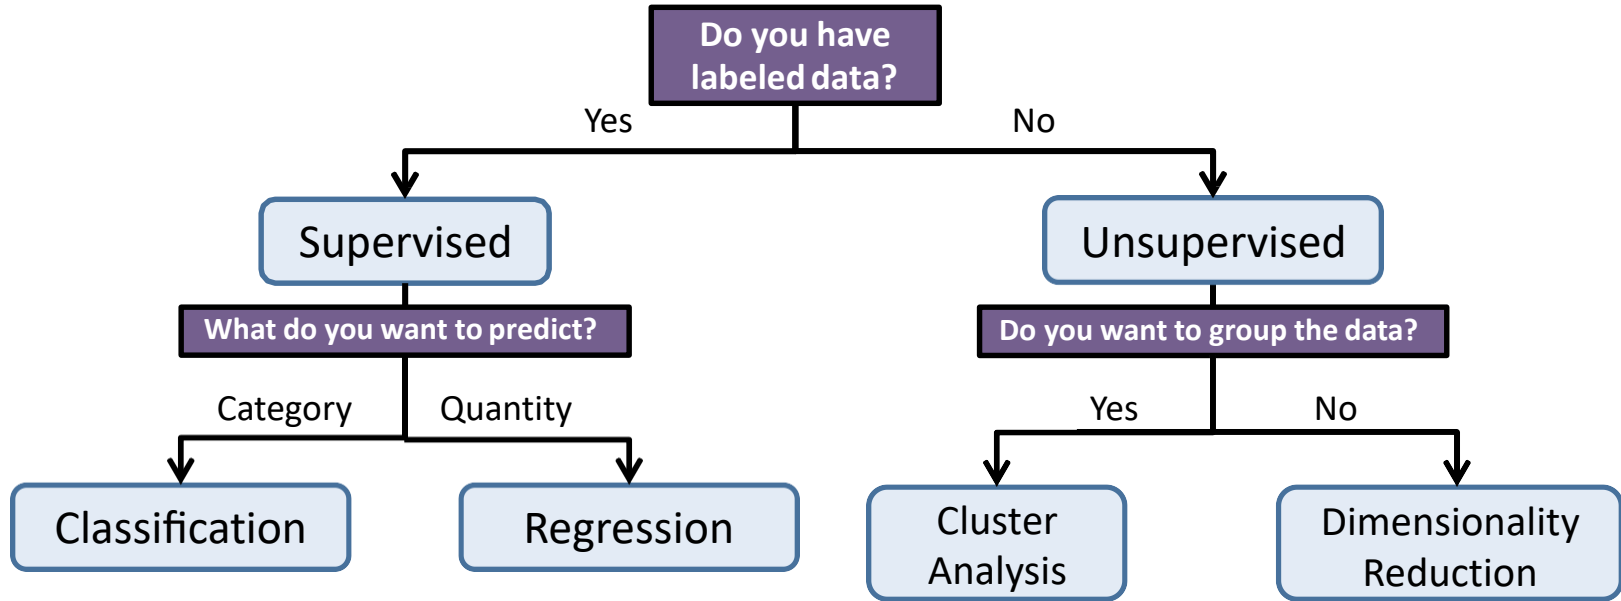 Do you have
labeled data?
Yes
No
Supervised
Unsupervised
What do you want to predict?
Do you want to group the data?
Category
Quantity
Yes
No
Classification
Regression
Cluster
Analysis
Dimensionality
Reduction